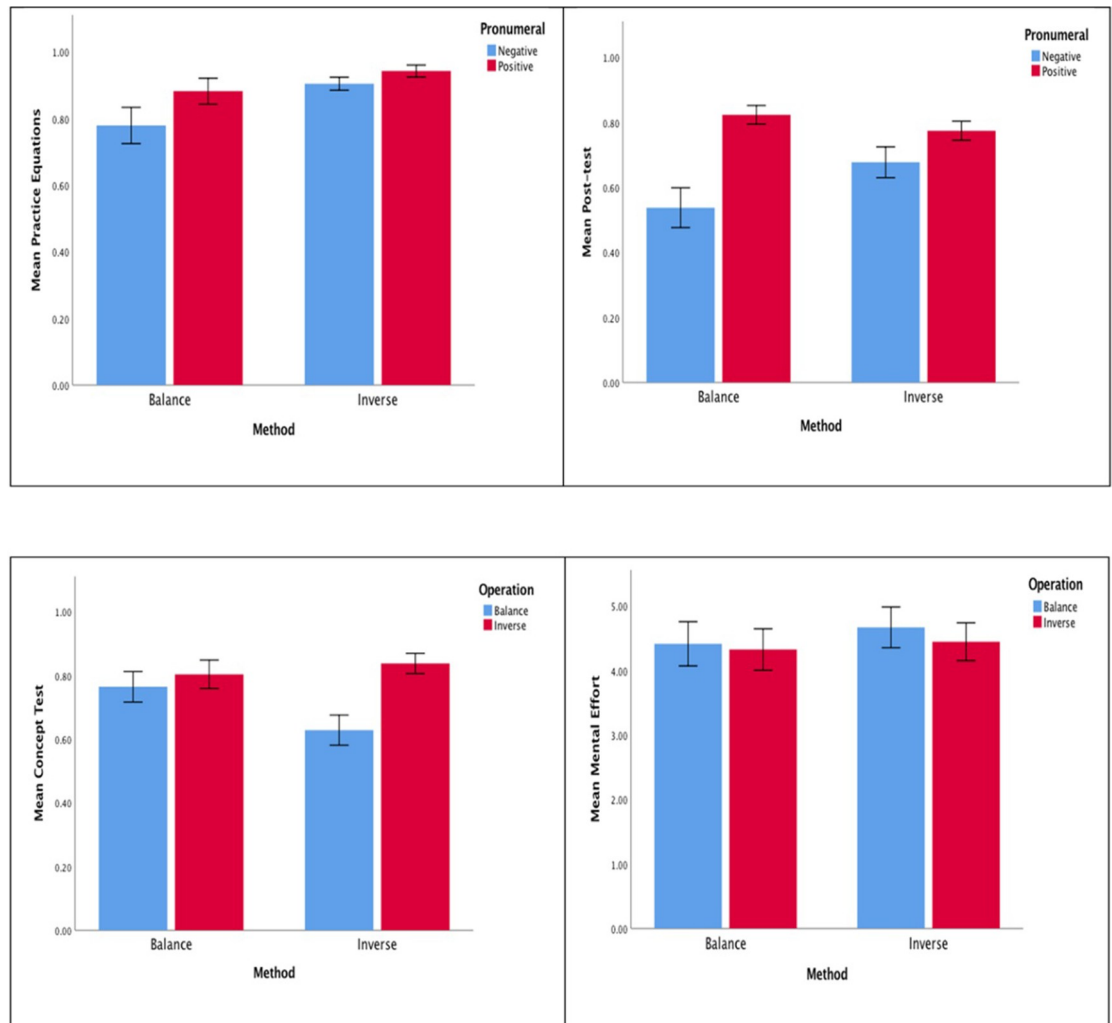 Pronumeral
Negative
Positive
Mean Practice Equations
1.00
0.80
0.60
0.40
0.20
0.00
Balance
Inverse
Method
Pronumeral
Negative
Positive
Mean Post-test
1.00
0.80
0.60
0.40
0.20
0.00
Balance
Inverse
Method
Operation
Balance
Inverse
Mean Concept Test
1.00
0.80
0.60
0.40
0.20
0.00
Balance
Inverse
Method
Operation
Balance
Inverse
Mean Mental Effort
5.00
4.00
3.00
2.00
1.00
0.00
Balance
Inverse
Method